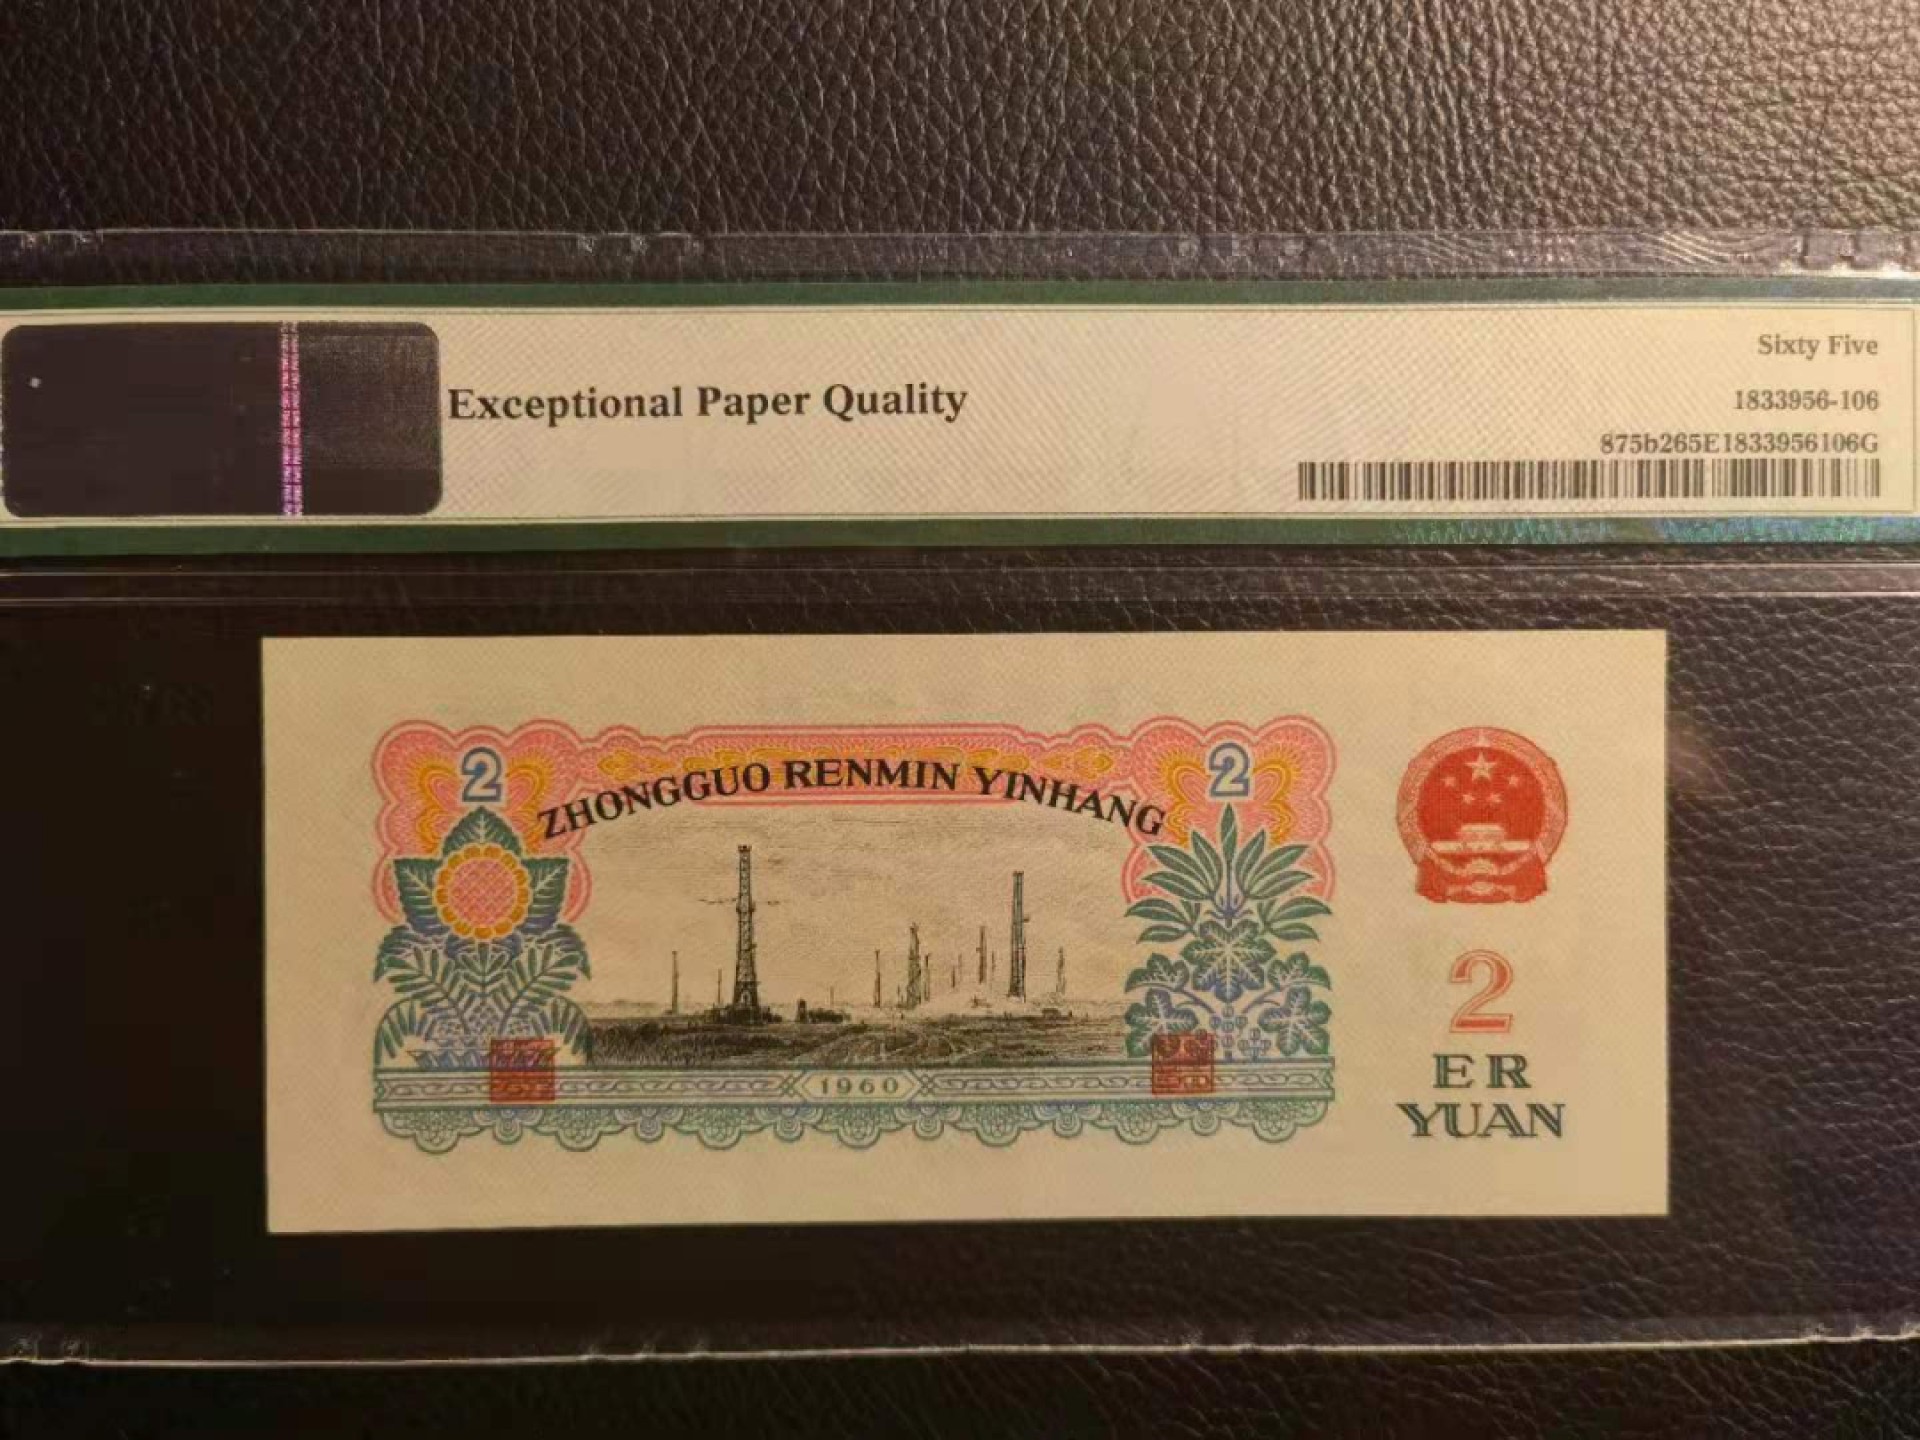 Sixty Five
Exceptional Paper Quality
1833956-106
875b265E1833956106G
2
2
ZHONGGUO RENMIN YINHANG
2
ER
YUAN
1960